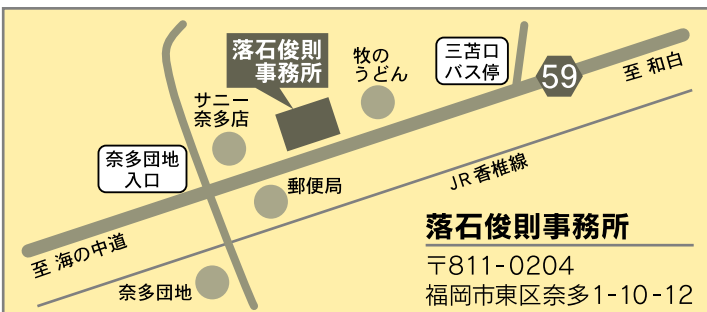 落石俊則
事務所
牧の
うどん
三苫口
バス停
59
至 和白
サニー
奈多店
奈多団地
入口
郵便局
JR香椎線
至 海の中道
奈多団地
落石俊則事務所
〒811-0204
福岡市東区奈多1-10-12